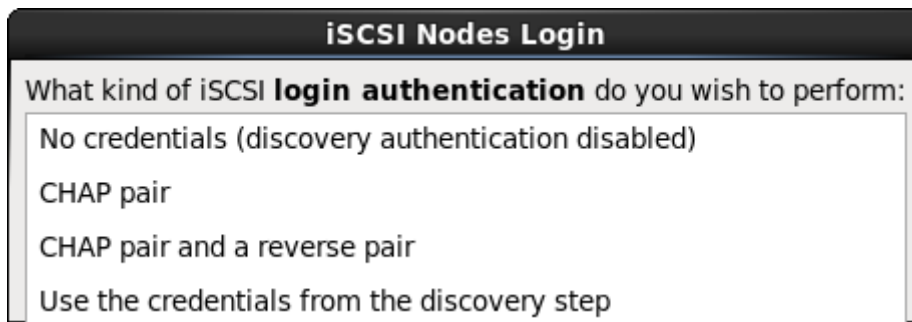 iSCSI Nodes Login
What kind of iSCSI login authentication do you wish to perform:
No credentials (discovery authentication disabled)
CHAP pair
CHAP pair and a reverse pair
Use the credentials from the discovery step